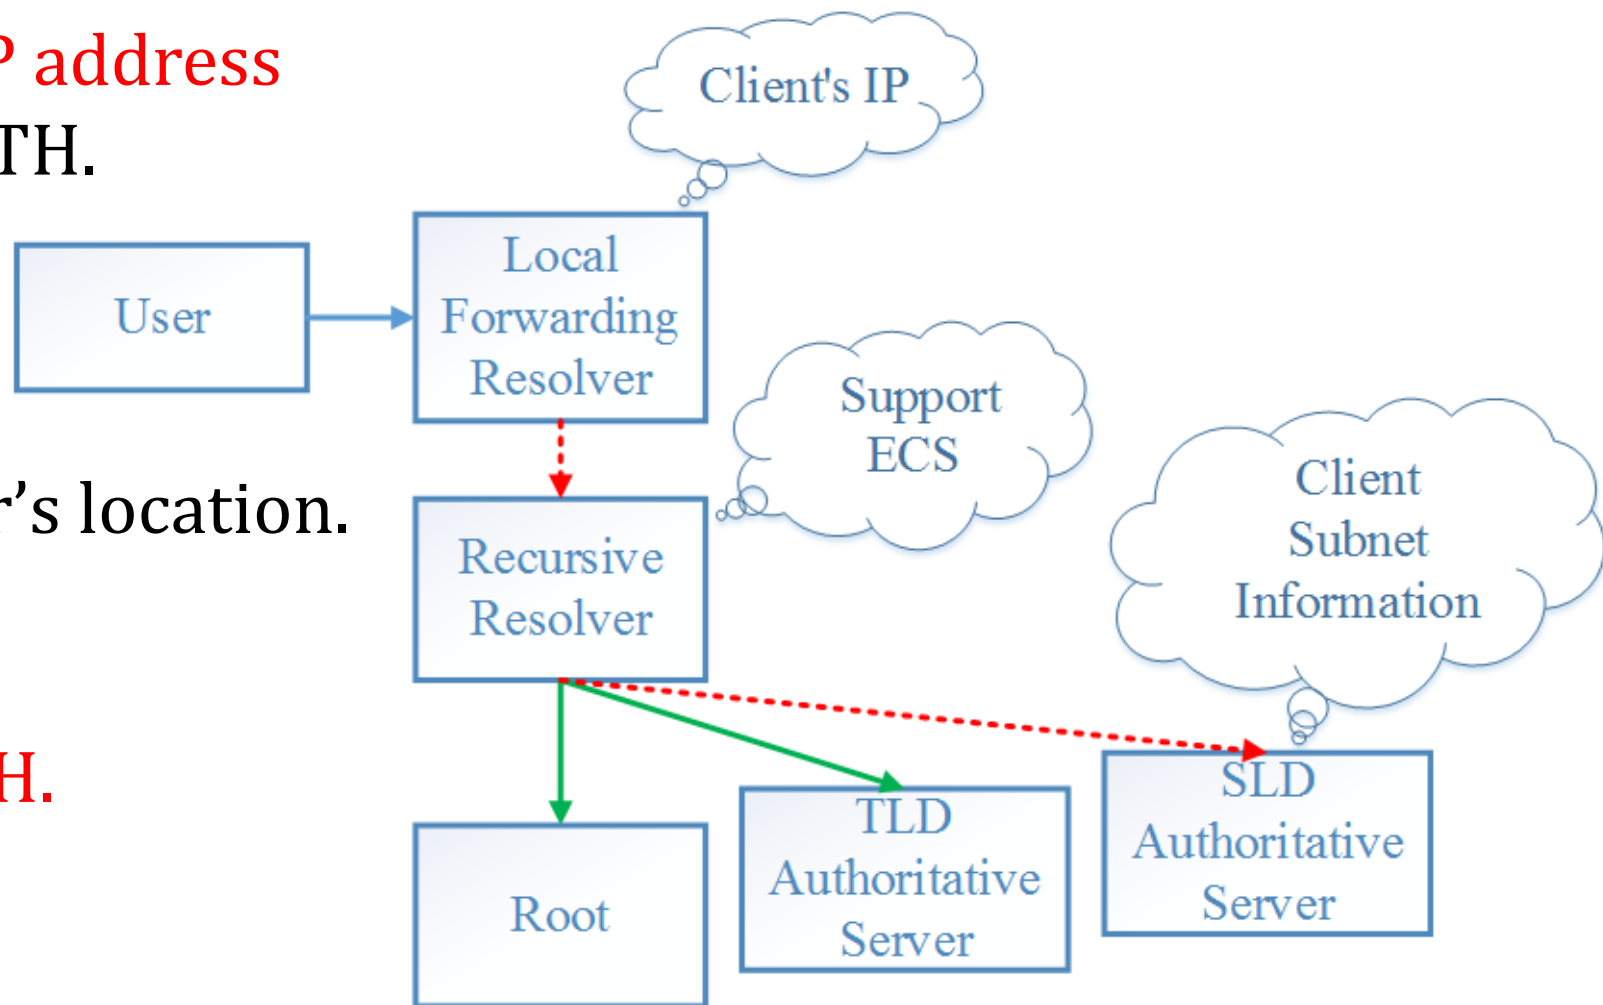 P address
TH.
r’s location.
H.
Client's IP
User
Local
Forwarding
Resolver
Support
ECS
Client
Subnet
Information
Recursive
Resolver
Root
TLD
Authoritative
Server
SLD
Authoritative
Server